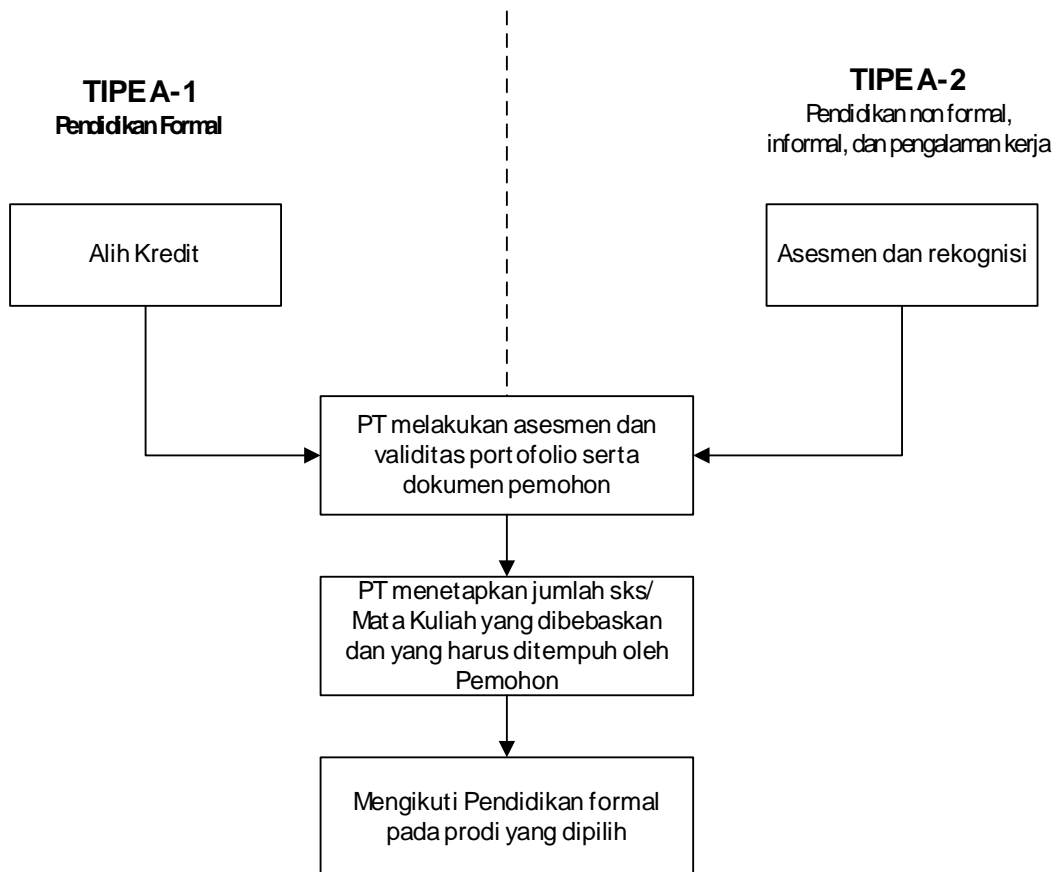 TIPE A-1
Pendidikan Formal
TIPE A-2
Pendidikan non formal,
informal, dan pengalaman kerja
Alih Kredit
Asesmen dan rekognisi
PT melakukan asesmen dan
validitas portofolio serta
dokumen pemohon
PT menetapkan jumlah sks/
Mata Kuliah yang dibebaskan
dan yang harus ditempuh oleh
Pemohon
Mengikuti Pendidikan formal
pada prodi yang dipilih